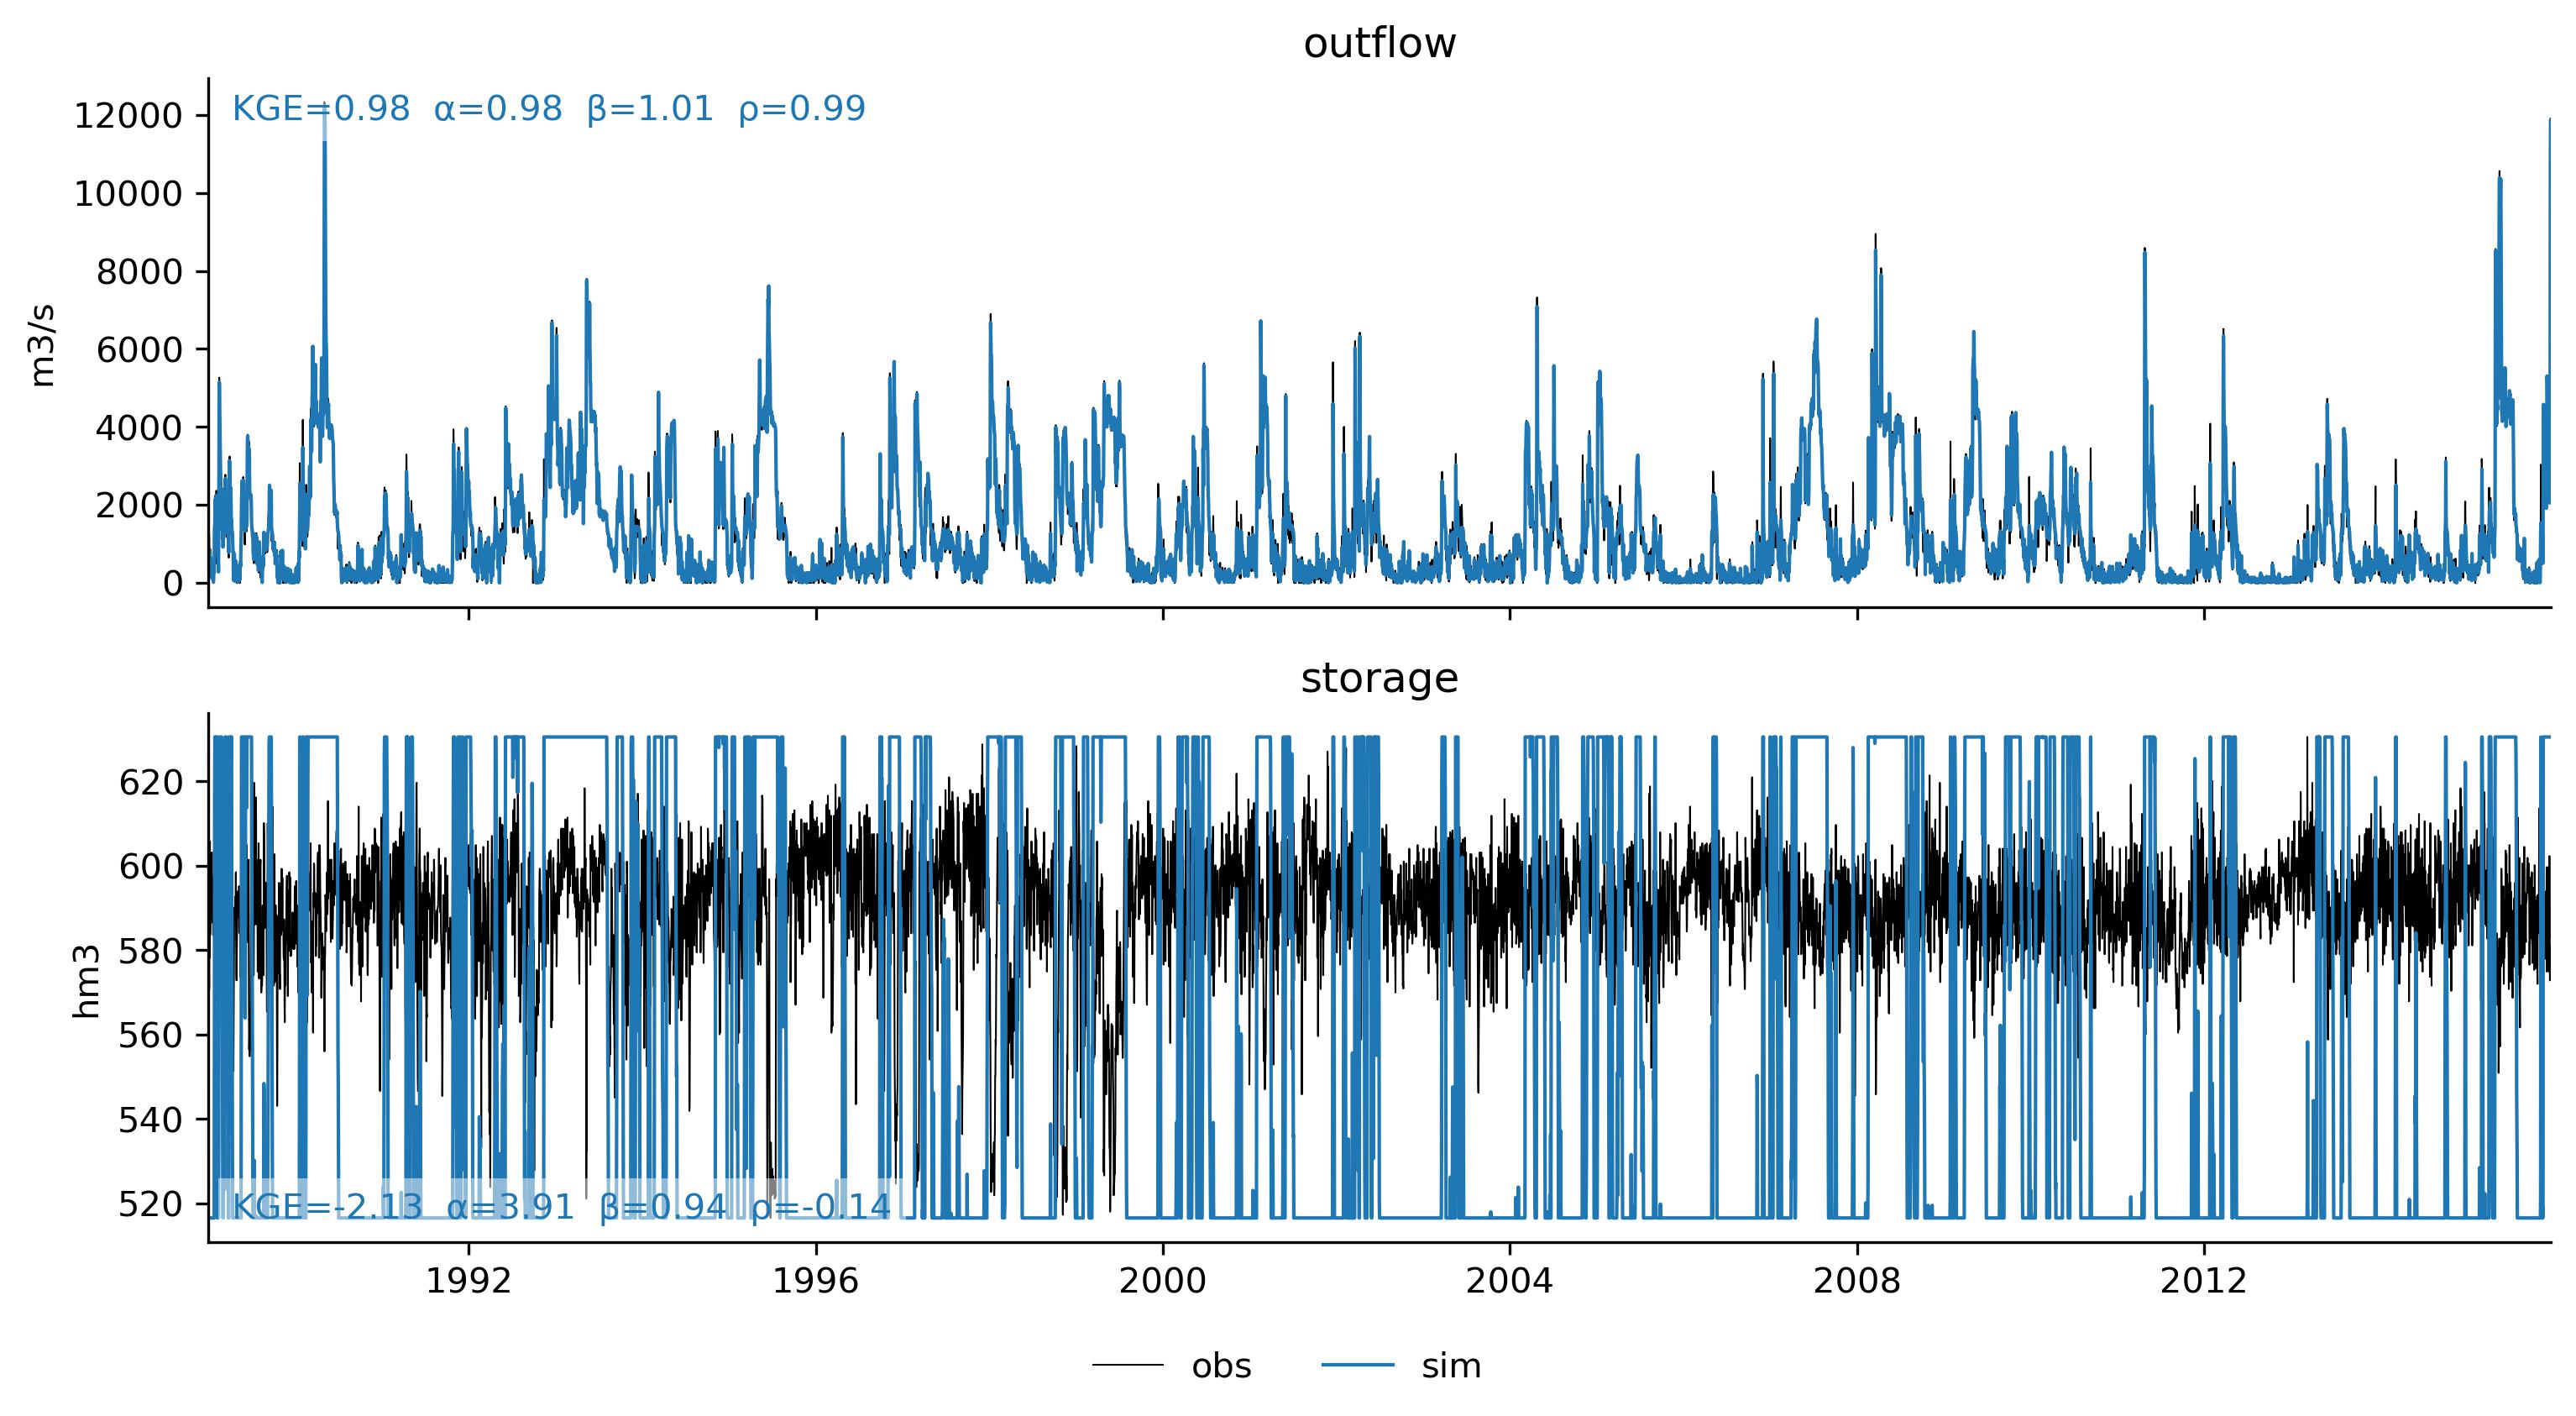 outflow
KGE=0.98 α=0.98 β=1.01 ρ=0.99
12000
10000
8000
6000
4000
2000
0
m3/s
storage
620
600
580
560
540
520
hm3
KGE=-2.13 α=3.91 β=0.94 ρ=-0.14
1992 1996 2000 2004 2008 2012
obs sim